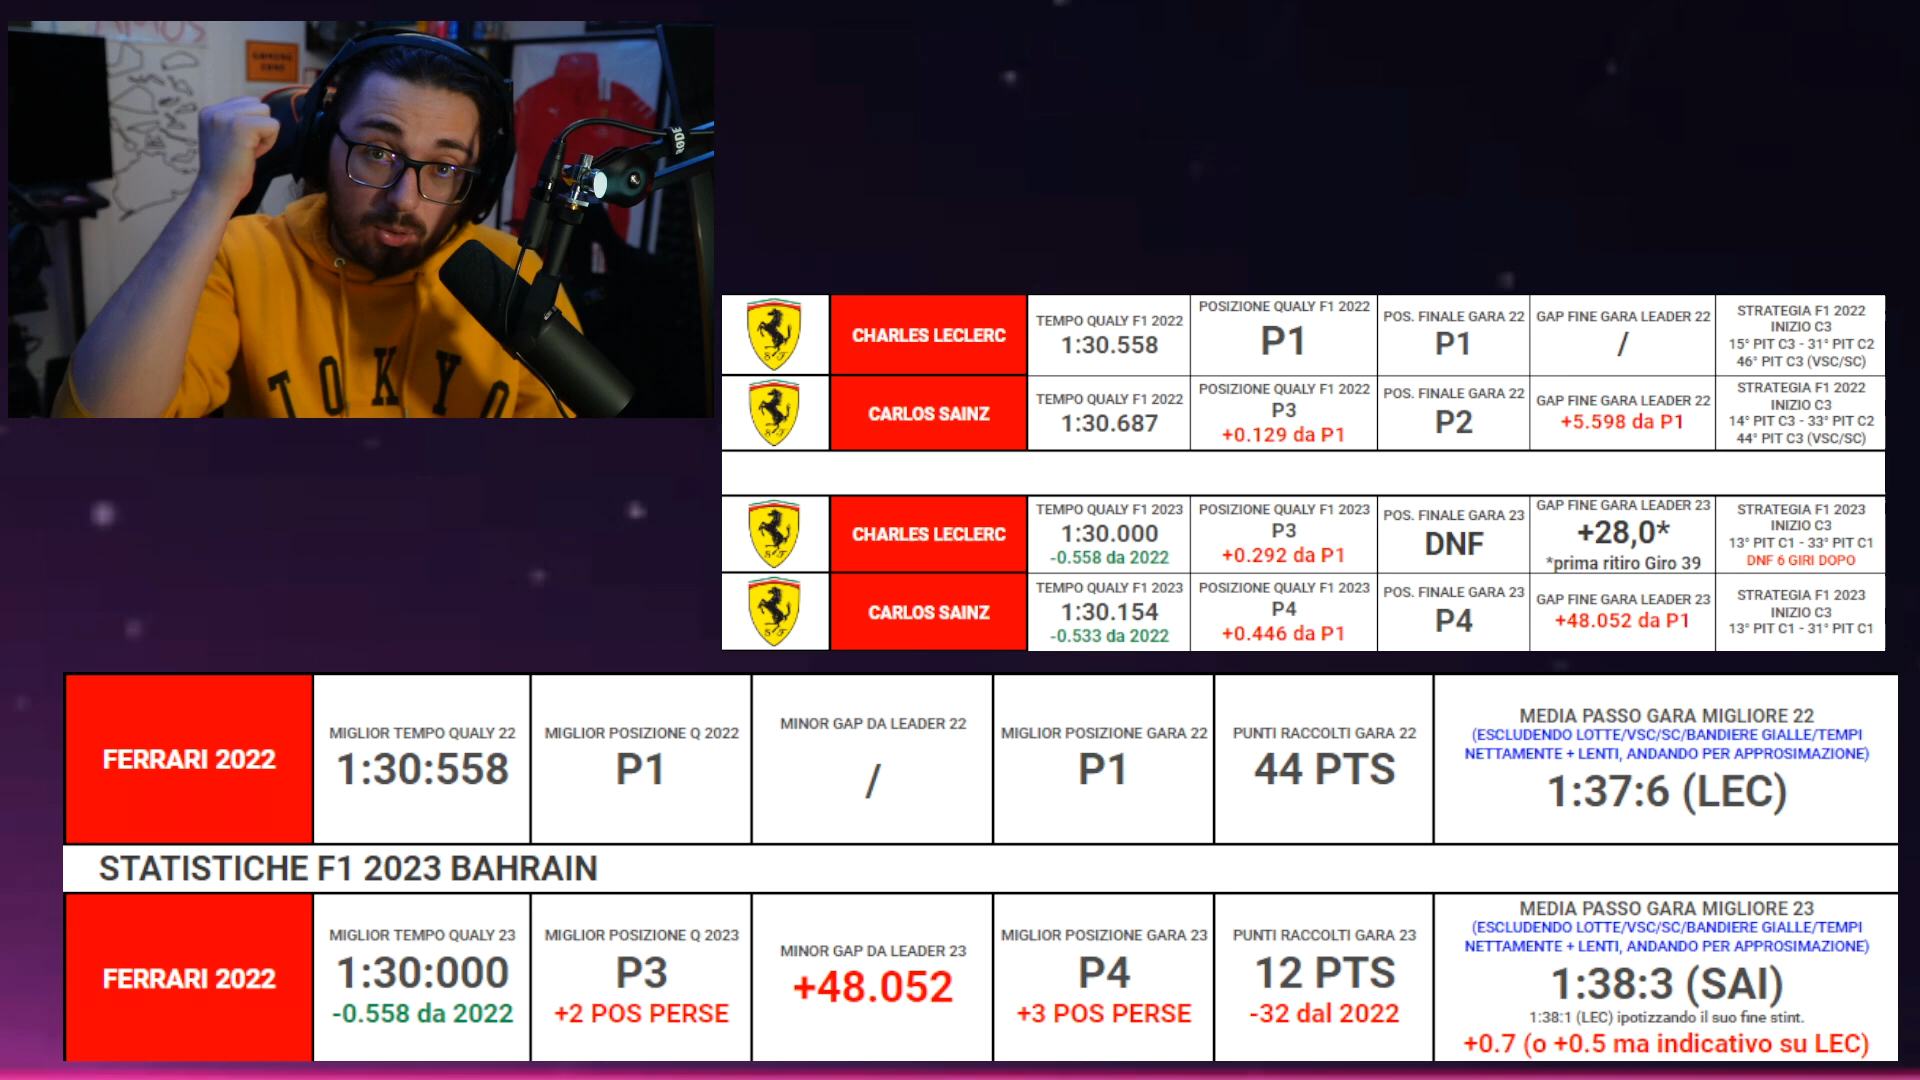 GAMING
ZONE
RØDE
TOKYO
CHARLES LECLERC
TEMPO QUALY F1 2022
1:30.558
POSIZIONE QUALY F1 2022
P1
POS. FINALE GARA 22
P1
GAP FINE GARA LEADER 22
/
STRATEGIA F1 2022
INIZIO C3
15° PIT C3 - 31° PIT C2
46° PIT C3 (VSC/SC)
CARLOS SAINZ
TEMPO QUALY F1 2022
1:30.687
POSIZIONE QUALY F1 2022
P3
+0.129 da P1
POS. FINALE GARA 22
P2
GAP FINE GARA LEADER 22
+5.598 da P1
STRATEGIA F1 2022
INIZIO C3
14° PIT C3 - 33° PIT C2
44° PIT C3 (VSC/SC)
CHARLES LECLERC
TEMPO QUALY F1 2023
1:30.000
-0.558 da 2022
POSIZIONE QUALY F1 2023
P3
+0.292 da P1
POS. FINALE GARA 23
DNF
GAP FINE GARA LEADER 23
+28,0*
*prima ritiro Giro 39
STRATEGIA F1 2023
INIZIO C3
13° PIT C1 - 33° PIT C1
DNF 6 GIRI DOPO
CARLOS SAINZ
TEMPO QUALY F1 2023
1:30.154
-0.533 da 2022
POSIZIONE QUALY F1 2023
P4
+0.446 da P1
POS. FINALE GARA 23
P4
GAP FINE GARA LEADER 23
+48.052 da P1
STRATEGIA F1 2023
INIZIO C3
13° PIT C1 - 31° PIT C1
FERRARI 2022
MIGLIOR TEMPO QUALY 22
1:30:558
MIGLIOR POSIZIONE Q 2022
P1
MINOR GAP DA LEADER 22
/
MIGLIOR POSIZIONE GARA 22
P1
PUNTI RACCOLTI GARA 22
44 PTS
MEDIA PASSO GARA MIGLIORE 22
(ESCLUDENDO LOTTE/VSC/SC/BANDIERE GIALLE/TEMPI
NETTAMENTE + LENTI, ANDANDO PER APPROSIMAZIONE)
1:37:6 (LEC)
STATISTICHE F1 2023 BAHRAIN
FERRARI 2022
MIGLIOR TEMPO QUALY 23
1:30:000
-0.558 da 2022
MIGLIOR POSIZIONE Q 2023
P3
+2 POS PERSE
MINOR GAP DA LEADER 23
+48.052
MIGLIOR POSIZIONE GARA 23
P4
+3 POS PERSE
PUNTI RACCOLTI GARA 23
12 PTS
-32 dal 2022
MEDIA PASSO GARA MIGLIORE 23
(ESCLUDENDO LOTTE/VSC/SC/BANDIERE GIALLE/TEMPI
NETTAMENTE + LENTI, ANDANDO PER APPROSIMAZIONE)
1:38:3 (SAI)
1:38:1 (LEC) ipotizzando il suo fine stint.
+0.7 (o +0.5 ma indicativo su LEC)